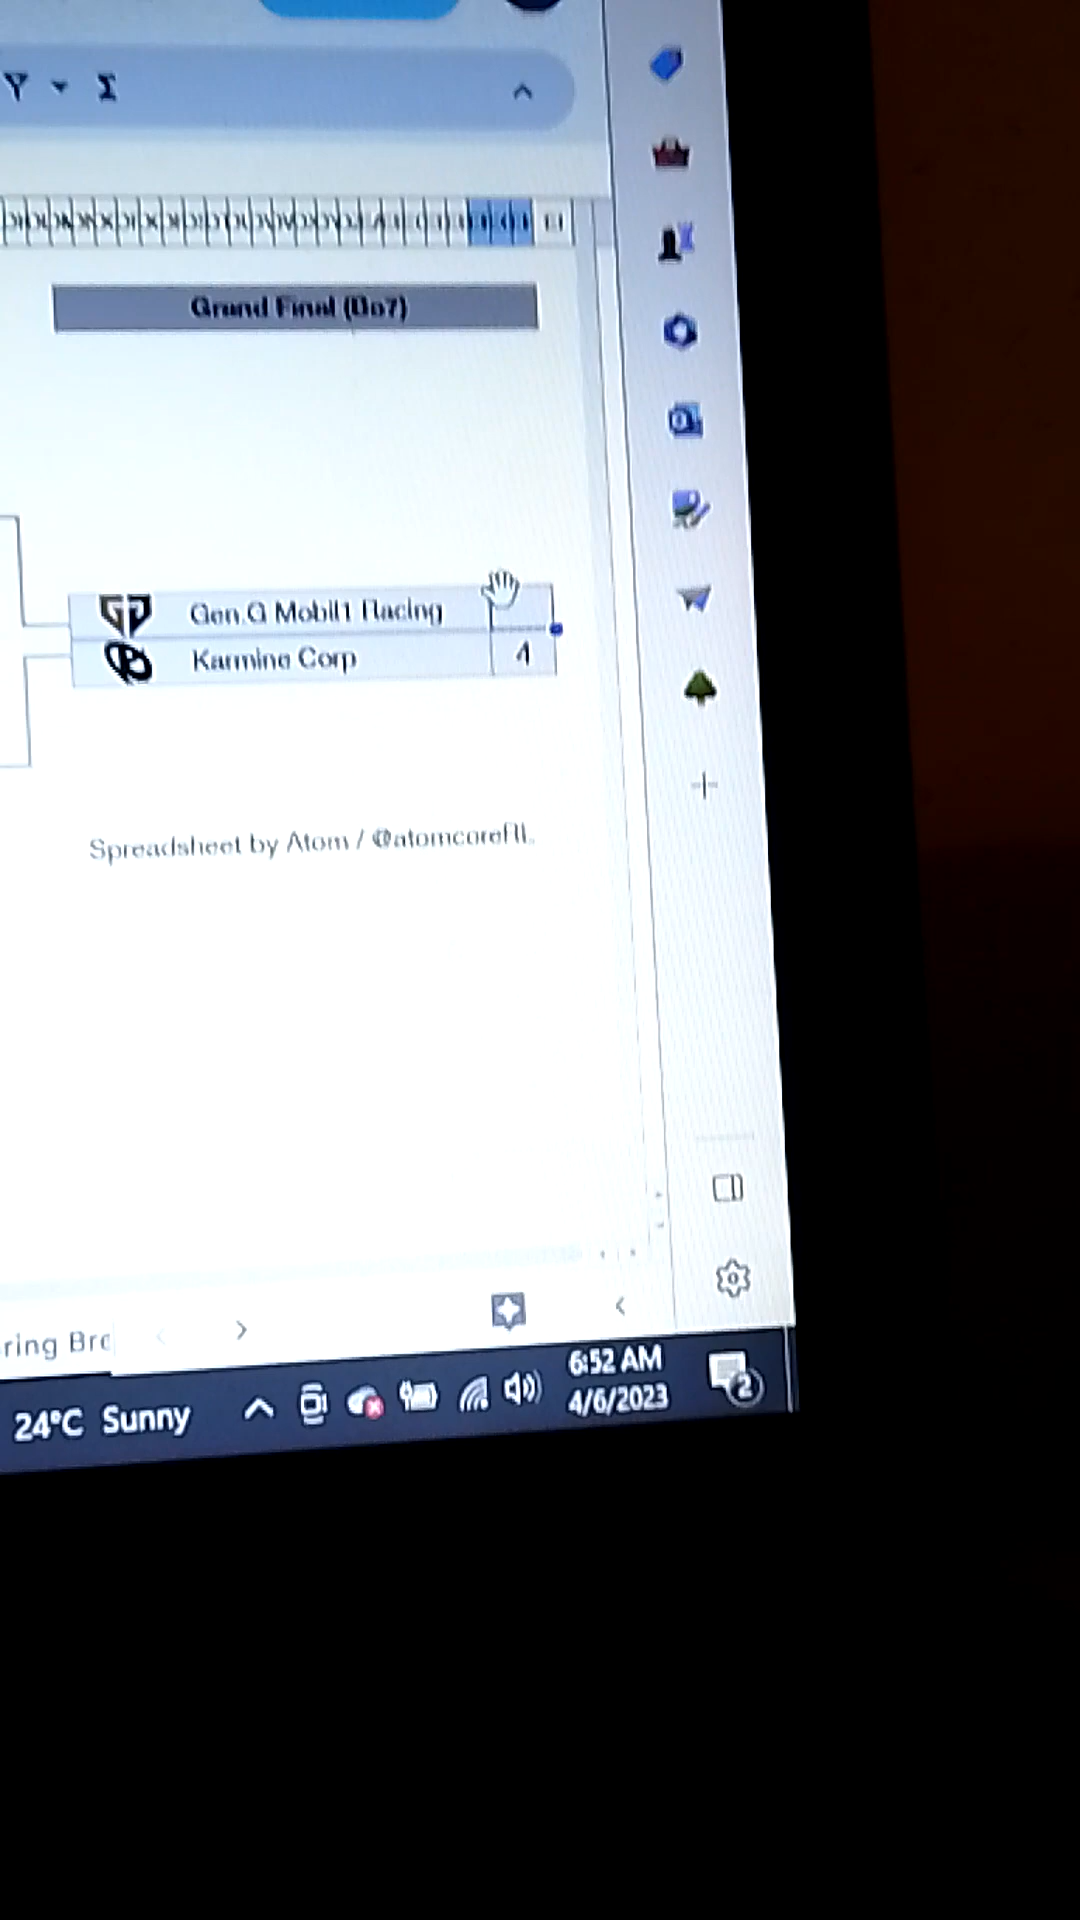 Σ
Grand Final (Bo7)
Gen.G Mobil1 Racing
Karmine Corp 4
Spreadsheet by Atom / @atomcoreRL
ring Bre
24°C Sunny
6:52 AM
4/6/2023
2